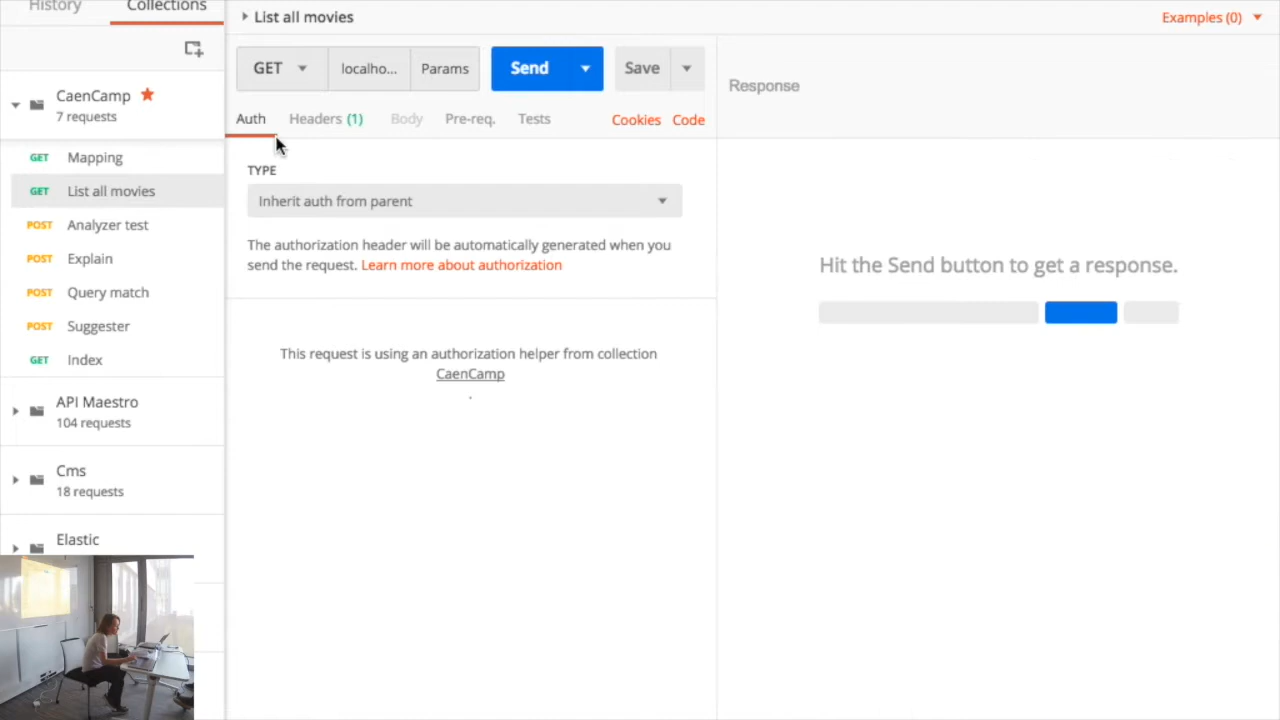 History
Collections
CaenCamp
7 requests
GET Mapping
GET List all movies
POST Analyzer test
POST Explain
POST Query match
POST Suggester
GET Index
API Maestro
104 requests
Cms
18 requests
Elastic
List all movies
Examples (0)
GET
localho...
Params
Send
Save
Auth
Headers (1)
Body
Pre-req.
Tests
Cookies
Code
TYPE
Inherit auth from parent
The authorization header will be automatically generated when you
send the request. Learn more about authorization
This request is using an authorization helper from collection
CaenCamp
.
Response
Hit the Send button to get a response.